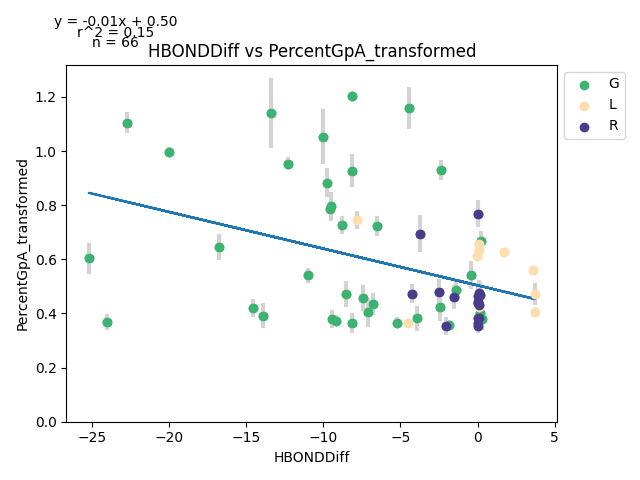 y = -0.01x + 0.50
r^2 = 0.15
n = 66
HBONDDiff vs PercentGpA_transformed
G
L
R
1.2
1.0
0.8
0.6
0.4
0.2
0.0
PercentGpA_transformed
−25
−20
−15
−10
−5
0
5
HBONDDiff